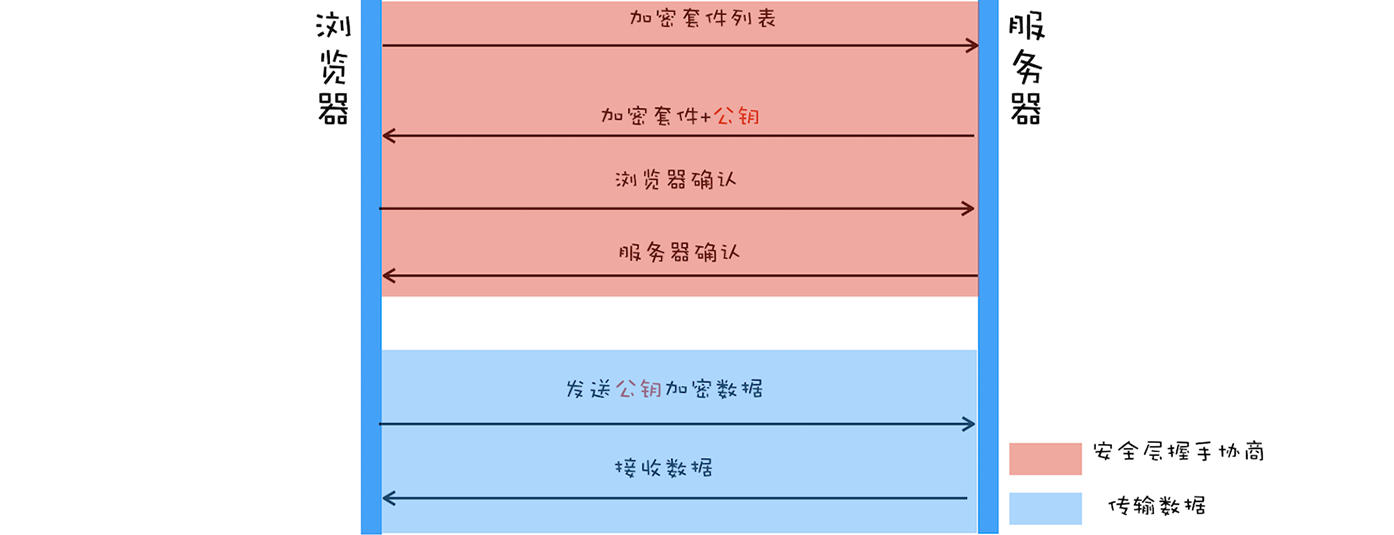 浏览器
服务器
加密套件列表
加密套件+公钥
浏览器确认
服务器确认
发送公钥加密数据
接收数据
安全层握手协商
传输数据